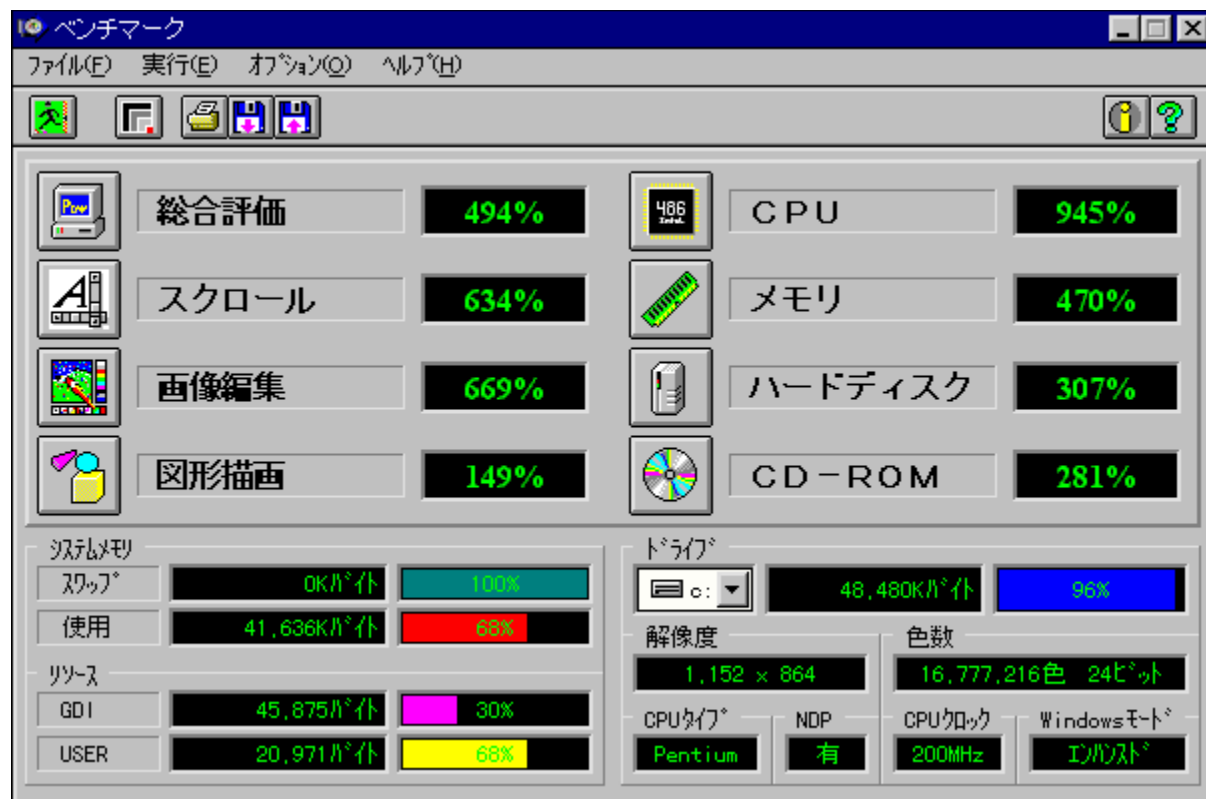 ベンチマーク
ﾌｧｲﾙ(F) 実行(E) ｵﾌﾟｼｮﾝ(O) ﾍﾙﾌﾟ(H)
Pow 総合評価 494%
486 Intel CPU 945%
A スクロール 634%
メモリ 470%
画像編集 669%
ハードディスク 307%
図形描画 149%
CD-ROM 281%
ｼｽﾃﾑﾒﾓﾘ
ｽﾜｯﾌﾟ 0Kﾊﾞｲﾄ 100%
使用 41,636Kﾊﾞｲﾄ 68%
ﾘｿｰｽ
GDI 45,875ﾊﾞｲﾄ 30%
USER 20,971ﾊﾞｲﾄ 68%
ﾄﾞﾗｲﾌﾞ
c: 48,480Kﾊﾞｲﾄ 96%
解像度 色数
1,152 × 864 16,777,216色 24ﾋﾞｯﾄ
CPUﾀｲﾌﾟ NDP CPUｸﾛｯｸ Windowsﾓｰﾄﾞ
Pentium 有 200MHz ｴﾝﾊﾝｽﾄﾞ